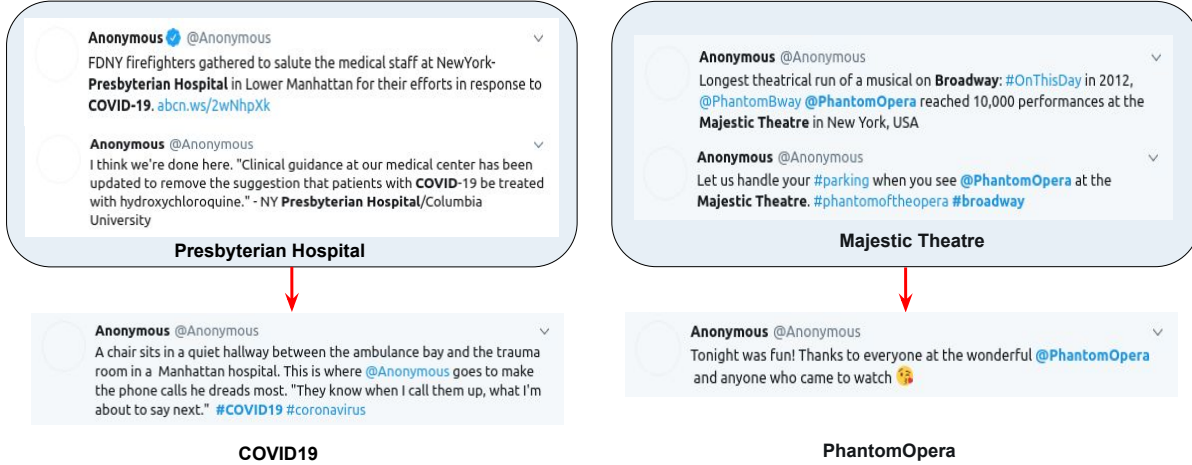 Anonymous @Anonymous
FDNY firefighters gathered to salute the medical staff at NewYork-
Presbyterian Hospital in Lower Manhattan for their efforts in response to
COVID-19. abcn.ws/2wNhpXk
Anonymous @Anonymous
I think we're done here. "Clinical guidance at our medical center has been
updated to remove the suggestion that patients with COVID-19 be treated
with hydroxychloroquine." - NY Presbyterian Hospital/Columbia
University
Presbyterian Hospital
Anonymous @Anonymous
A chair sits in a quiet hallway between the ambulance bay and the trauma
room in a Manhattan hospital. This is where @Anonymous goes to make
the phone calls he dreads most. "They know when I call them up, what I'm
about to say next." #COVID19 #coronavirus
COVID19
Anonymous @Anonymous
Longest theatrical run of a musical on Broadway: #OnThisDay in 2012,
@PhantomBway @PhantomOpera reached 10,000 performances at the
Majestic Theatre in New York, USA
Anonymous @Anonymous
Let us handle your #parking when you see @PhantomOpera at the
Majestic Theatre. #phantomoftheopera #broadway
Majestic Theatre
Anonymous @Anonymous
Tonight was fun! Thanks to everyone at the wonderful @PhantomOpera
and anyone who came to watch 😘
PhantomOpera